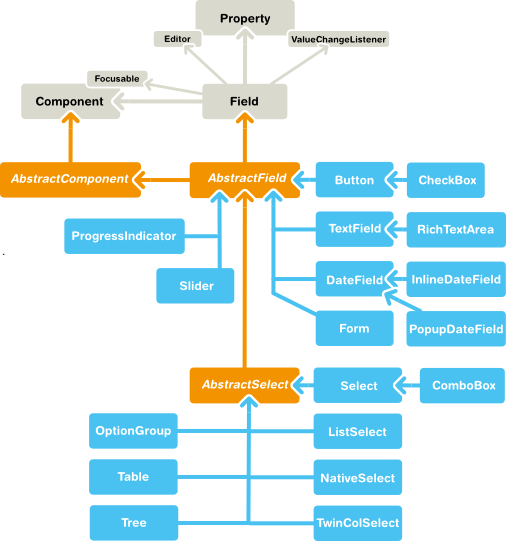 Property
Editor
ValueChangeListener
Focusable
Component
Field
AbstractComponent
AbstractField
Button
CheckBox
ProgressIndicator
TextField
RichTextArea
Slider
DateField
InlineDateField
Form
PopupDateField
AbstractSelect
Select
ComboBox
OptionGroup
ListSelect
Table
NativeSelect
Tree
TwinColSelect